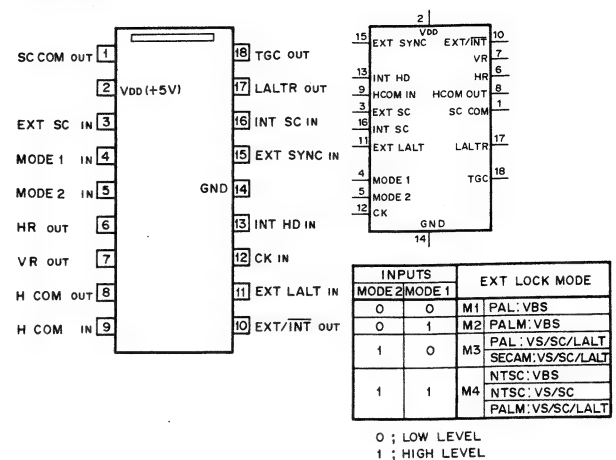 SC COM OUT 1
2 VDD (+5V)
EXT SC IN 3
MODE 1 IN 4
MODE 2 IN 5
HR OUT 6
VR OUT 7
H COM OUT 8
H COM IN 9
18 TGC OUT
17 LALTR OUT
16 INT SC IN
15 EXT SYNC IN
GND 14
13 INT HD IN
12 CK IN
11 EXT LALT IN
10 EXT/INT OUT
2
VDD
15 EXT SYNC
13 INT HD
9 HCOM IN
3 EXT SC
16 INT SC
11 EXT LALT
4 MODE 1
5 MODE 2
12 CK
EXT/INT 10
VR 7
HR 6
HCOM OUT 8
SC COM 1
LALTR 17
TGC 18
GND
14
INPUTS EXT LOCK MODE
MODE 2 MODE 1
0 0 M1 PAL:VBS
0 1 M2 PALM:VBS
1 0 M3 PAL:VS/SC/LALT
SECAM:VS/SC/LALT
1 1 M4 NTSC:VBS
NTSC:VS/SC
PALM:VS/SC/LALT
0 ; LOW LEVEL
1 ; HIGH LEVEL